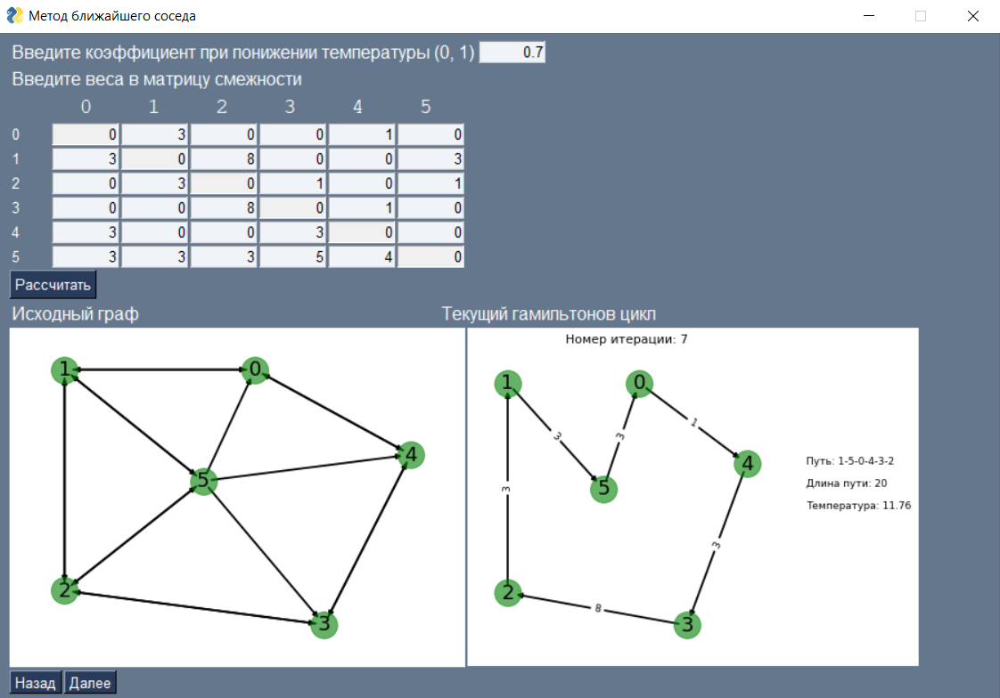 Метод ближайшего соседа
Введите коэффициент при понижении температуры (0, 1) 0.7
Введите веса в матрицу смежности
0 1 2 3 4 5
0 0 3 0 0 1 0
1 3 0 8 0 0 3
2 0 3 0 1 0 1
3 0 0 8 0 1 0
4 3 0 0 3 0 0
5 3 3 3 5 4 0
Рассчитать
Исходный граф
Текущий гамильтонов цикл
1
0
4
5
2
3
Номер итерации: 7
1
0
1
3
3
4
5
3
3
2
8
3
Путь: 1-5-0-4-3-2
Длина пути: 20
Температура: 11.76
Назад Далее